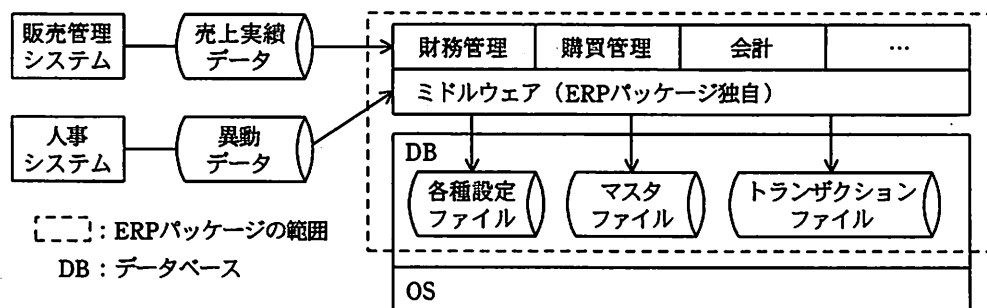 販売管理
システム
売上実績
データ
財務管理
購買管理
会計
…
ミドルウェア（ERPパッケージ独自）
人事
システム
異動
データ
DB
各種設定
ファイル
マスタ
ファイル
トランザクション
ファイル
：ERPパッケージの範囲
DB：データベース
OS